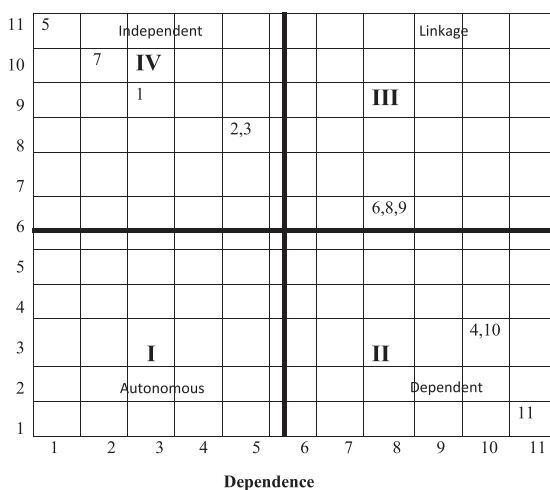 11 5 Independent Linkage
10 7 IV
9 1 III
8 2,3
7
6 6,8,9
5
4
3 I II 4,10
2 Autonomous Dependent
1 11
1 2 3 4 5 6 7 8 9 10 11
Dependence